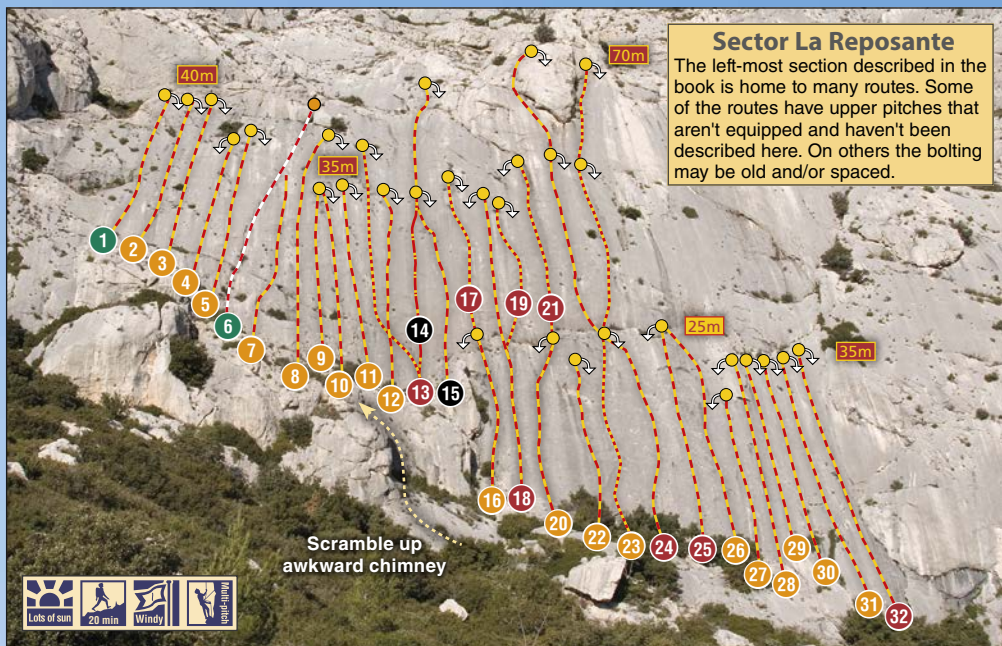 Sector La Reposante
The left-most section described in the
book is home to many routes. Some
of the routes have upper pitches that
aren't equipped and haven't been
described here. On others the bolting
may be old and/or spaced.
40m
70m
35m
1
2
3
4
5
6
7
8
9
10
11
12
13
14
15
16
17
18
19
20
21
22
23
24
25
26
27
28
29
30
31
32
25m
35m
Scramble up
awkward chimney
Lots of sun
20 min
Windy
Multi-pitch